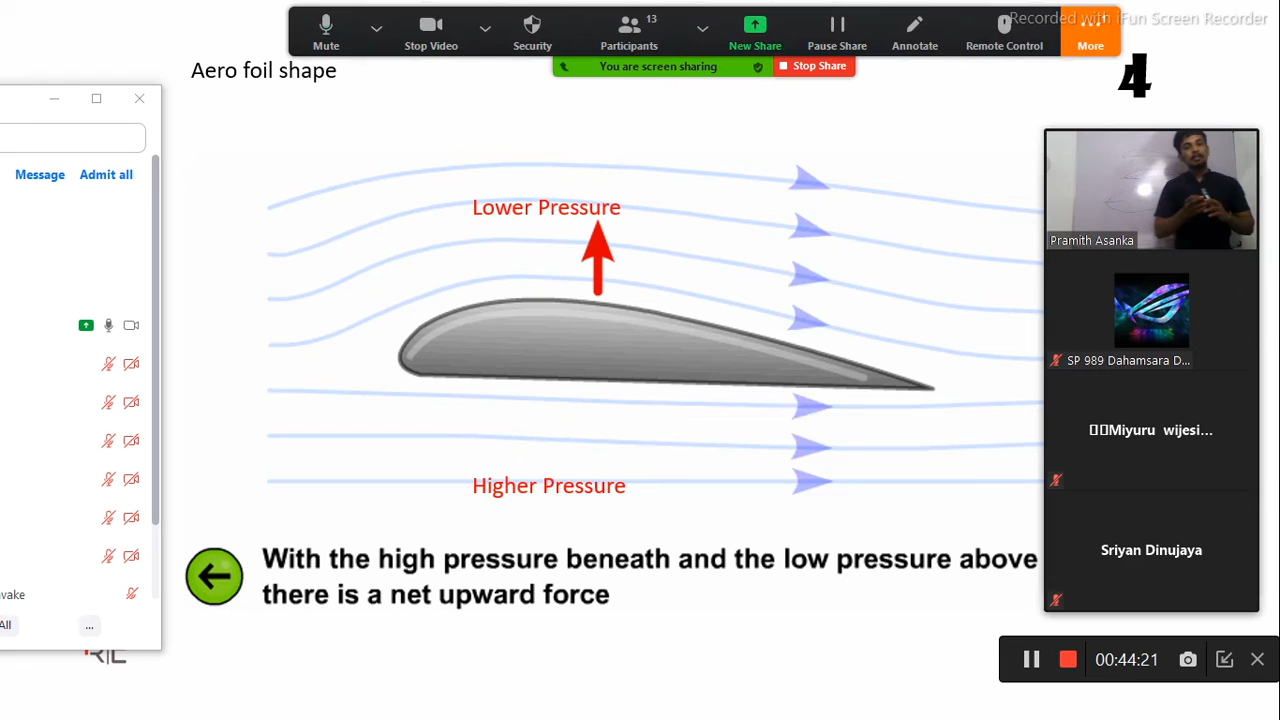 Recorded with iFun Screen Recorder
13
Mute
Stop Video
Security
Participants
New Share
Pause Share
Annotate
Remote Control
More
You are screen sharing
Stop Share
Aero foil shape
4
Message
Admit all
Lower Pressure
Pramith Asanka
SP 989 Dahamsara D...
Miyuru wijesi...
Higher Pressure
Sriyan Dinujaya
With the high pressure beneath and the low pressure above
there is a net upward force
vake
All
...
00:44:21